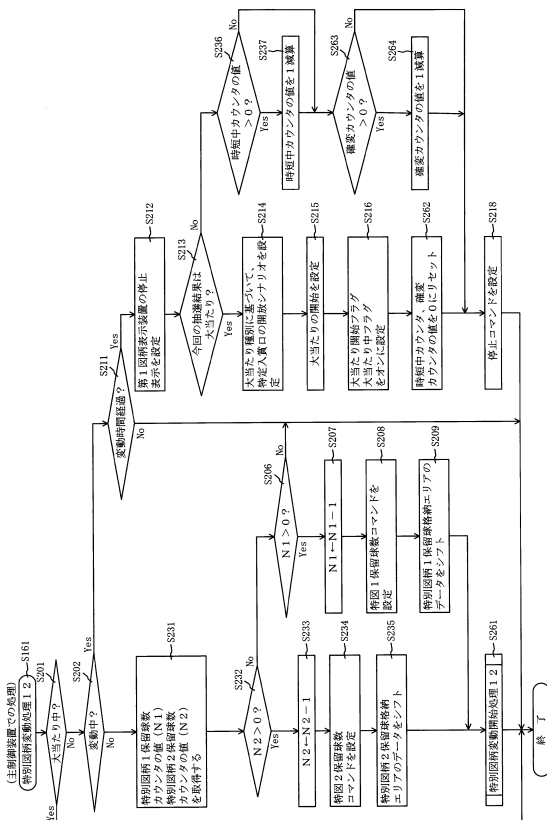 (主制御装置での処理)
特別図柄変動処理12
S161
大当たり中?
S201
Yes
No
変動中?
S202
Yes
No
特別図柄1保留球数
カウンタの値(N1)
特別図柄2保留球数
カウンタの値(N2)
を取得する
S231
N2>0?
S232
No
Yes
N2←N2-1
S233
特図2保留球数
コマンドを設定
S234
特別図柄2保留球格納
エリアのデータをシフト
S235
N1>0?
S206
No
Yes
N1←N1-1
S207
特図1保留球数コマンドを
設定
S208
特別図柄1保留球格納エリアの
データをシフト
S209
特別図柄変動開始処理12
S261
変動時間経過?
S211
Yes
No
第1図柄表示装置の停止
表示を設定
S212
今回の抽選結果は
大当たり?
S213
No
Yes
大当たり種別に基づいて、
特定入賞口の開放シナリオを設
定
S214
大当たりの開始を設定
S215
大当たり開始フラグ
大当たり中フラグ
をオンに設定
S216
時短中カウンタ、確変
カウンタの値を0にリセット
S262
時短中カウンタの値
>0?
S236
No
Yes
時短中カウンタの値を1減算
S237
確変カウンタの値
>0?
S263
No
Yes
確変カウンタの値を1減算
S264
停止コマンドを設定
S218
終了